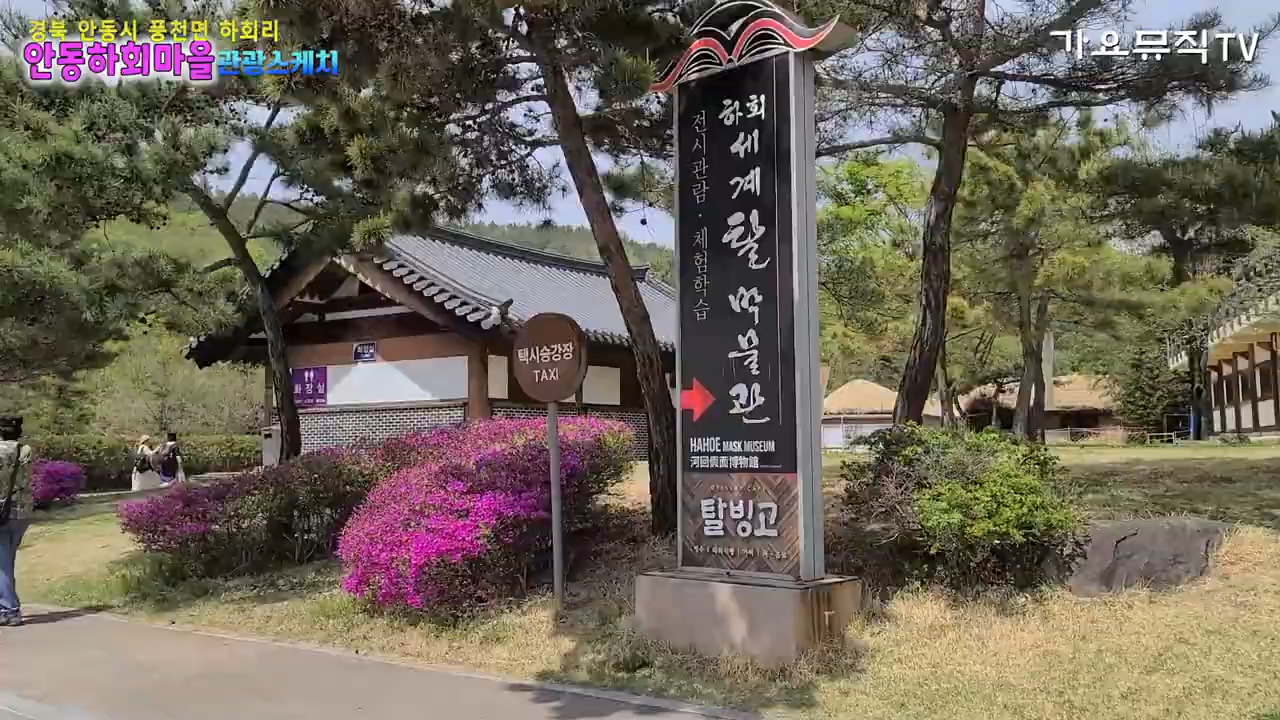 경북 안동시 풍천면 하회리
안동하회마을관광스케치
가요뮤직TV
하회
세계탈박물관
전시관람·체험학습
HAHOE MASK MUSEUM
河回假面博物館
탈빙고
택시승강장
TAXI
화장실
화장실